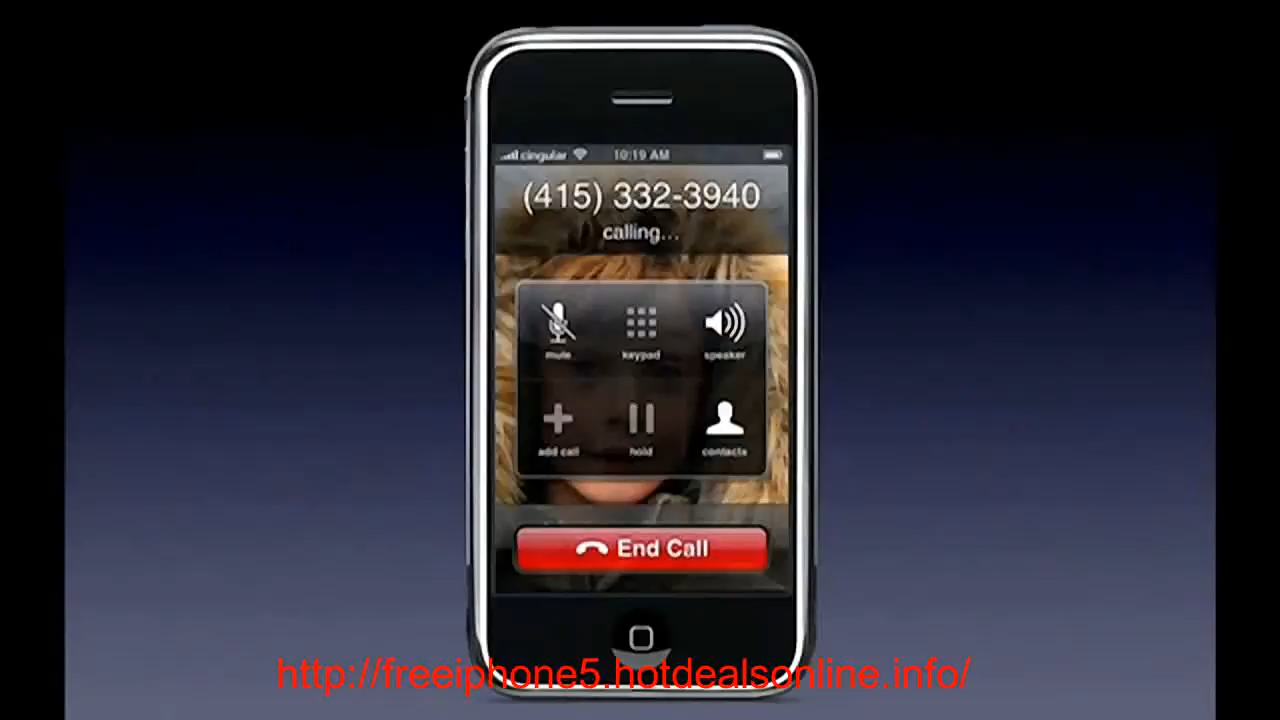 cingular 10:19 AM
(415) 332-3940
calling...
mute keypad speaker
add call hold contacts
End Call
http://freeiphone5.hotdealsonline.info/